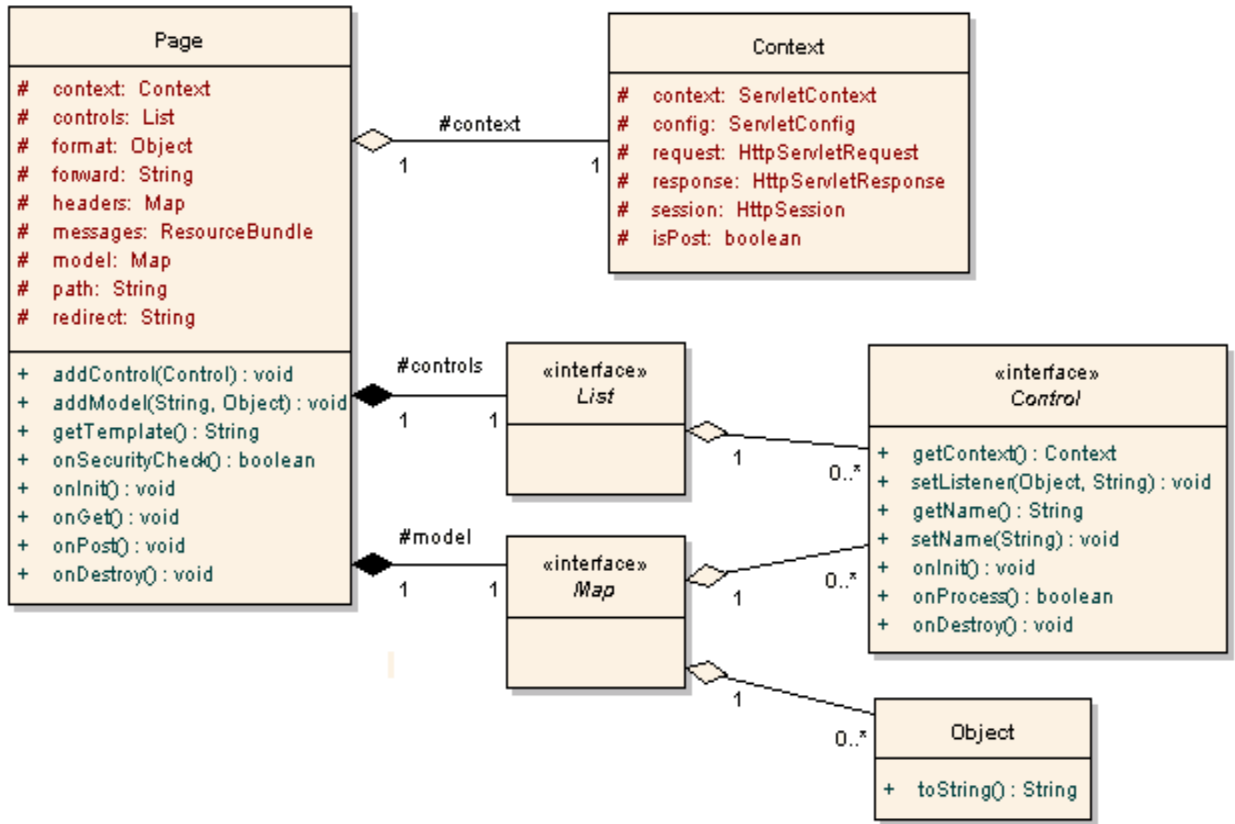 Page
# context: Context
# controls: List
# format: Object
# forward: String
# headers: Map
# messages: ResourceBundle
# model: Map
# path: String
# redirect: String
+ addControl(Control) : void
+ addModel(String, Object) : void
+ getTemplate() : String
+ onSecurityCheck() : boolean
+ onInit() : void
+ onGet() : void
+ onPost() : void
+ onDestroy() : void
#context
1
1
Context
# context: ServletContext
# config: ServletConfig
# request: HttpServletRequest
# response: HttpServletResponse
# session: HttpSession
# isPost: boolean
#controls
1
1
«interface»
List
1
0..*
«interface»
Control
+ getContext() : Context
+ setListener(Object, String) : void
+ getName() : String
+ setName(String) : void
+ onInit() : void
+ onProcess() : boolean
+ onDestroy() : void
#model
1
1
«interface»
Map
1
0..*
1
0..*
Object
+ toString() : String